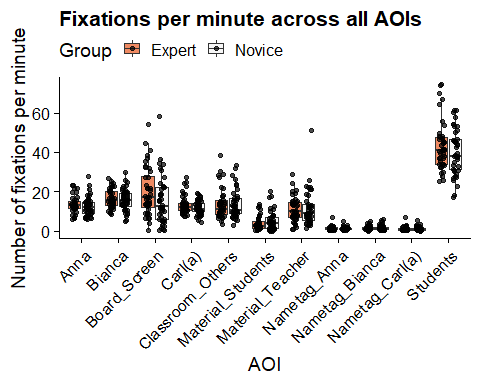 Fixations per minute across all AOIs
Group Expert Novice
Number of fixations per minute
60
40
20
0
Anna
Bianca
Board_Screen
Carl(a)
Classroom_Others
Material_Students
Material_Teacher
Nametag_Anna
Nametag_Bianca
Nametag_Carl(a)
Students
AOI